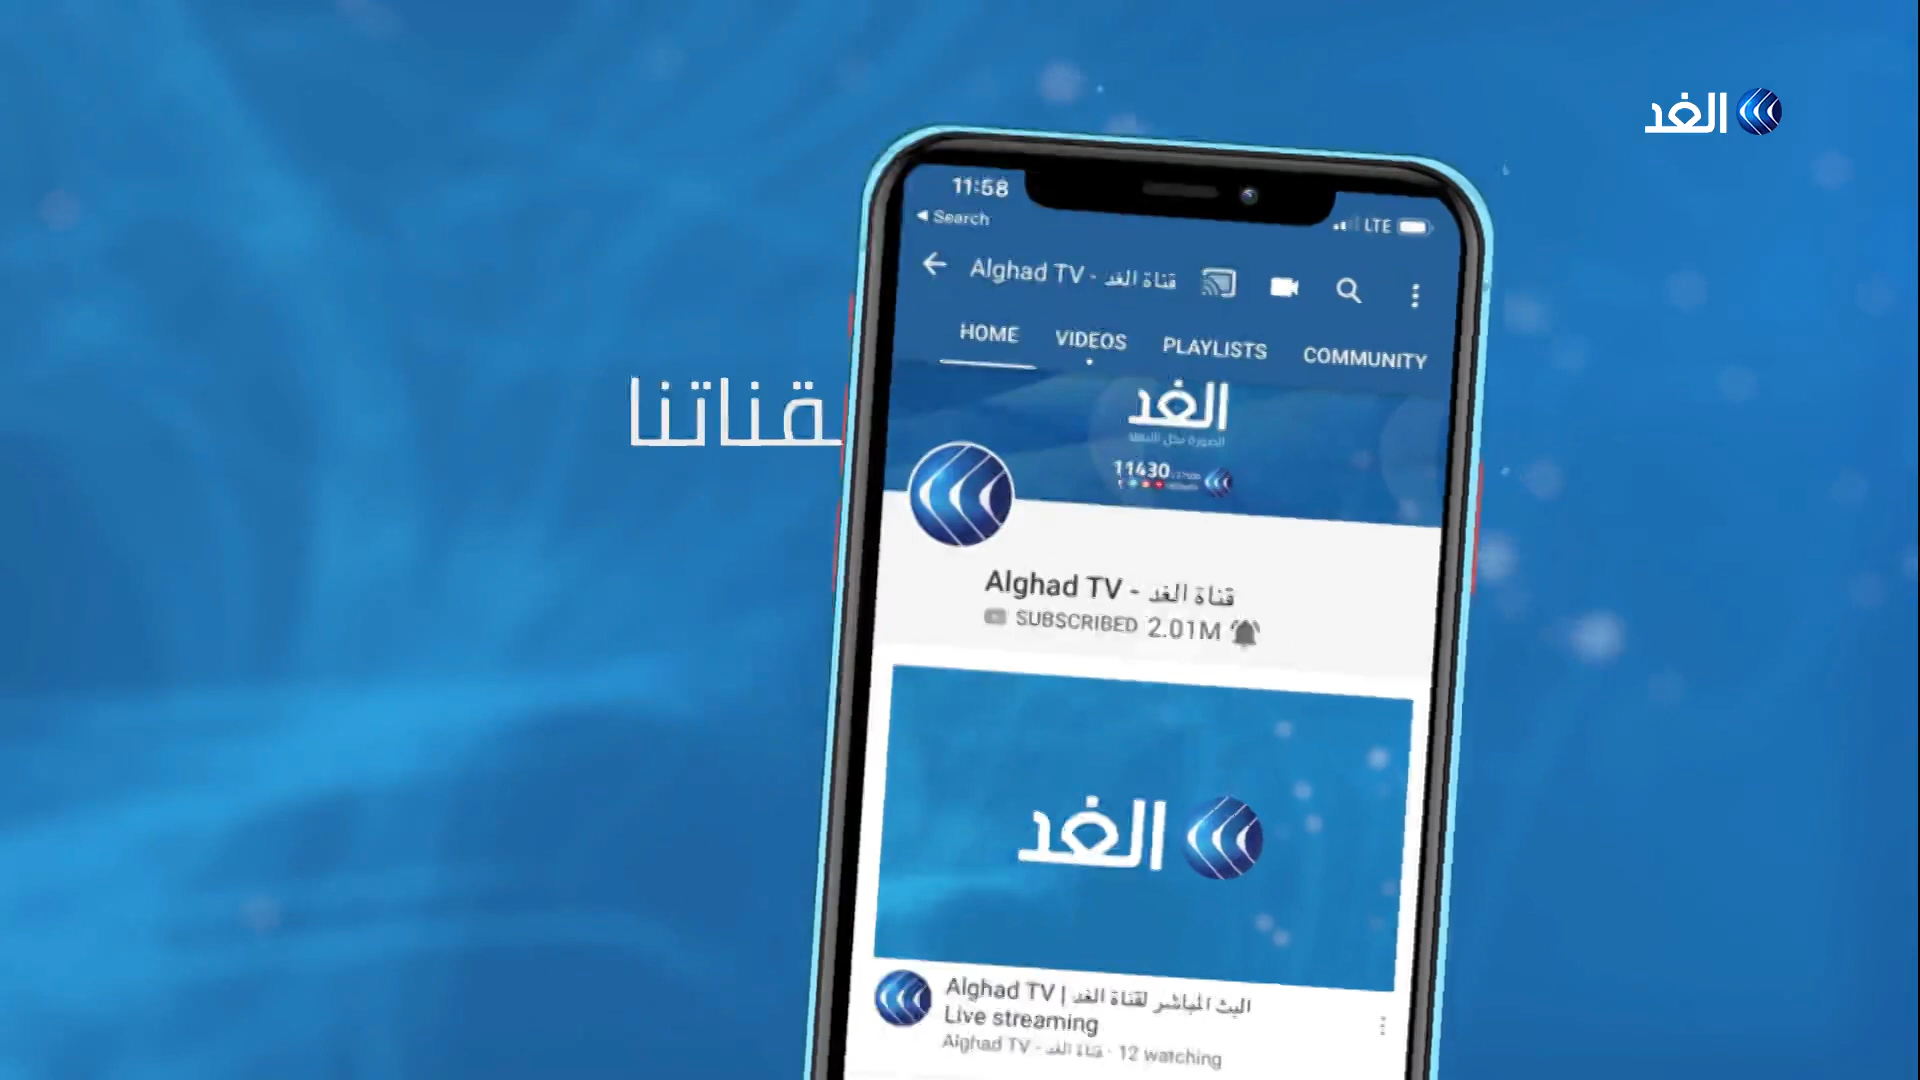 الغد
11:58
Search
LTE
Alghad TV - قناة الغد
HOME VIDEOS PLAYLISTS COMMUNITY
الغد
11430
لقناتنا
Alghad TV - قناة الغد
SUBSCRIBED 2.01M
الغد
Alghad TV | البث المباشر لقناة الغد
Live streaming
Alghad TV - قناة الغد · 12 watching